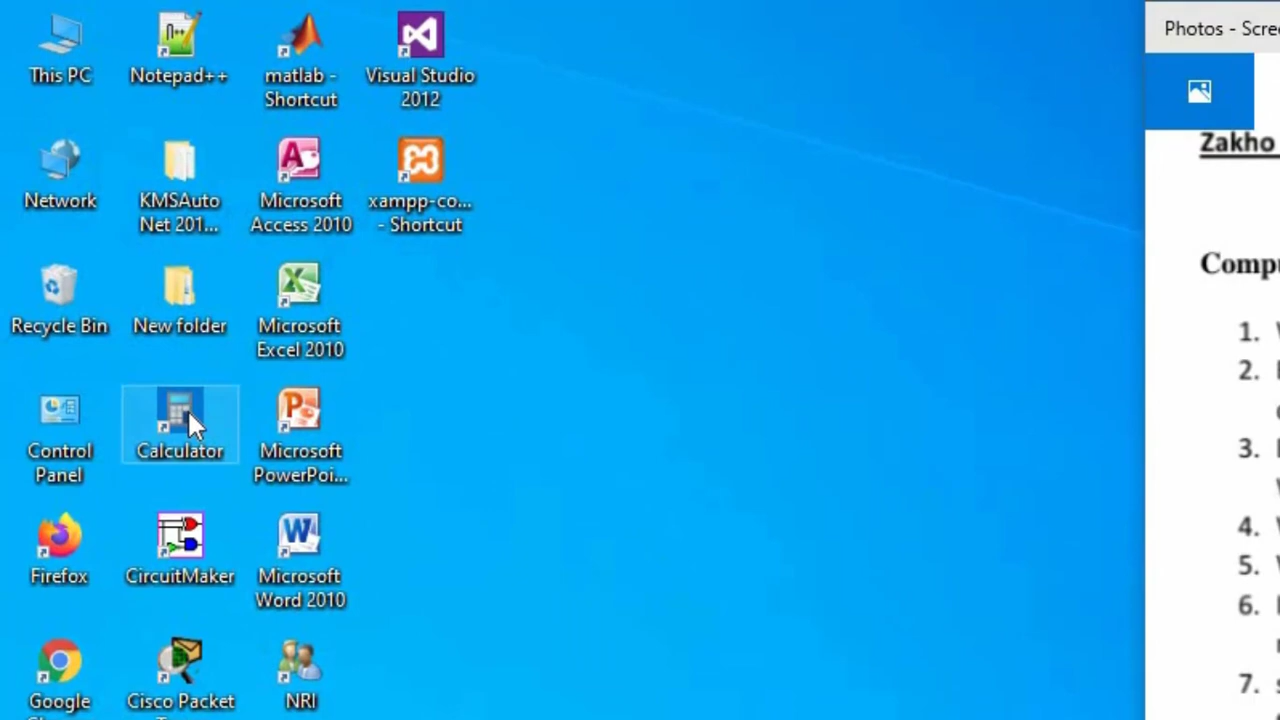 This PC
Notepad++
matlab -
Shortcut
Visual Studio
2012
Network
KMSAuto
Net 201...
Microsoft
Access 2010
xampp-co...
- Shortcut
Recycle Bin
New folder
Microsoft
Excel 2010
Control
Panel
Calculator
Microsoft
PowerPoi...
Firefox
CircuitMaker
Microsoft
Word 2010
Google
Cisco Packet
NRI
Photos - Scre
Zakho
Compu
1.
2.
3.
4.
5.
6.
7.